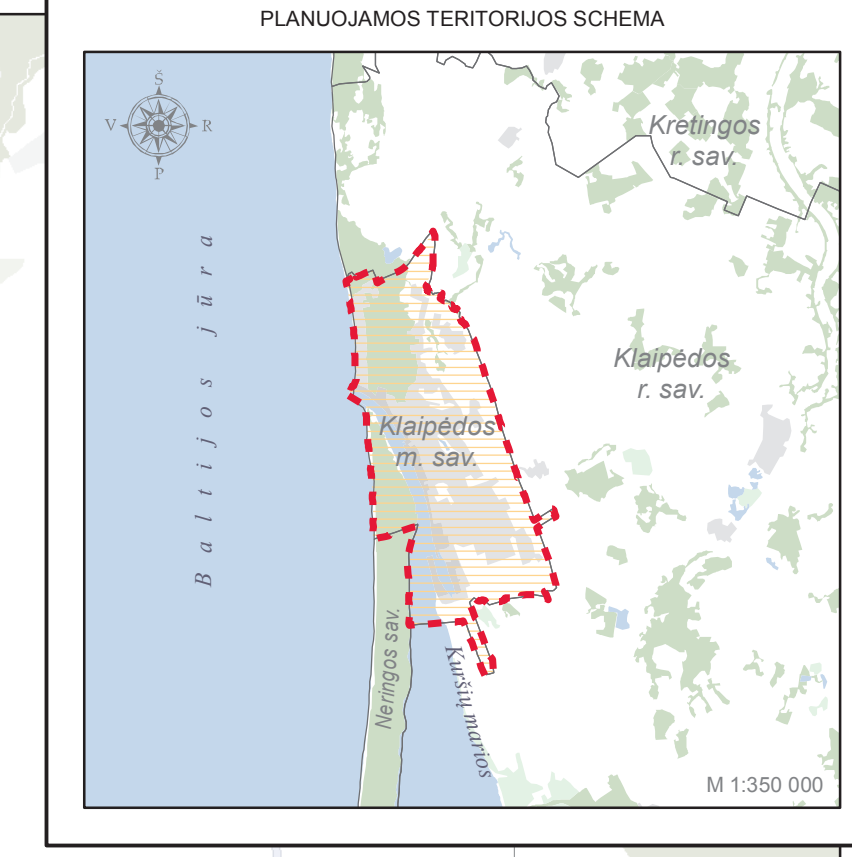 PLANUOJAMOS TERITORIJOS SCHEMA
Š
V
R
P
Kretingos
r. sav.
Baltijos jūra
Klaipėdos
r. sav.
Klaipėdos
m. sav.
Neringos sav.
Kuršių marios
M 1:350 000